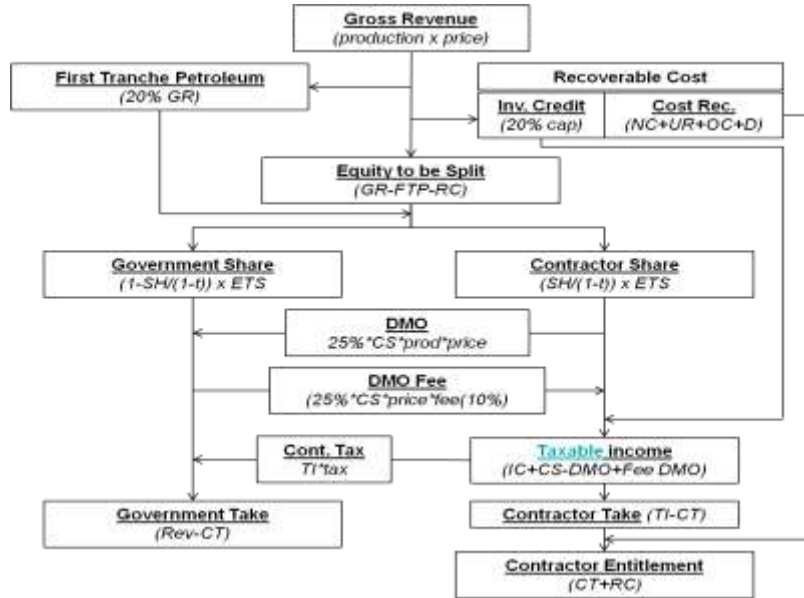 Gross Revenue
(production x price)
First Tranche Petroleum
(20% GR)
Recoverable Cost
Inv. Credit
(20% cap)
Cost Rec.
(NC+UR+OC+D)
Equity to be Split
(GR-FTP-RC)
Government Share
(1-SH/(1-t)) x ETS
Contractor Share
(SH/(1-t)) x ETS
DMO
25%*CS*prod*price
DMO Fee
(25%*CS*price*fee(10%)
Cont. Tax
TI*tax
Taxable income
(IC+CS-DMO+Fee DMO)
Government Take
(Rev-CT)
Contractor Take (TI-CT)
Contractor Entitlement
(CT+RC)